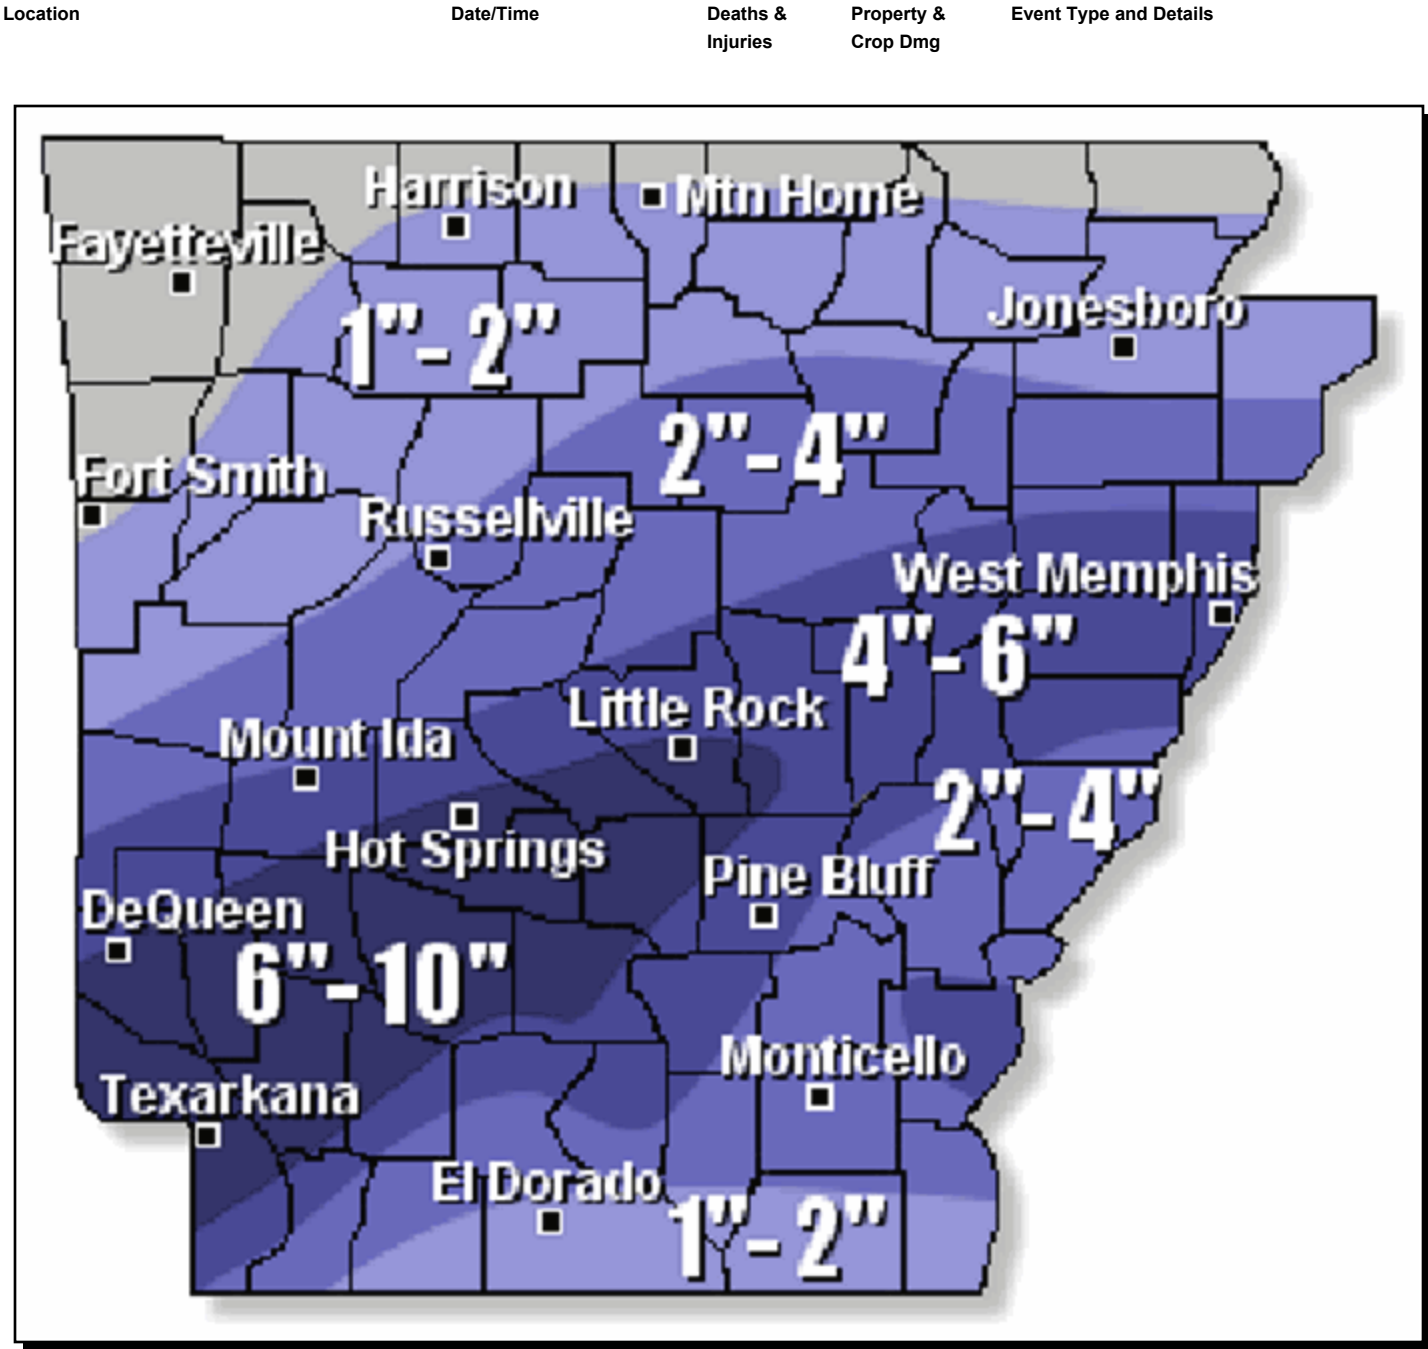 Location Date/Time Deaths & Property & Event Type and Details
Injuries Crop Dmg
Harrison
Mtn Home
Fayetteville
1"- 2"
Jonesboro
2"- 4"
Fort Smith
Russellville
West Memphis
4"- 6"
Little Rock
Mount Ida
2"- 4"
Hot Springs
Pine Bluff
DeQueen
6"- 10"
Monticello
Texarkana
El Dorado
1"- 2"